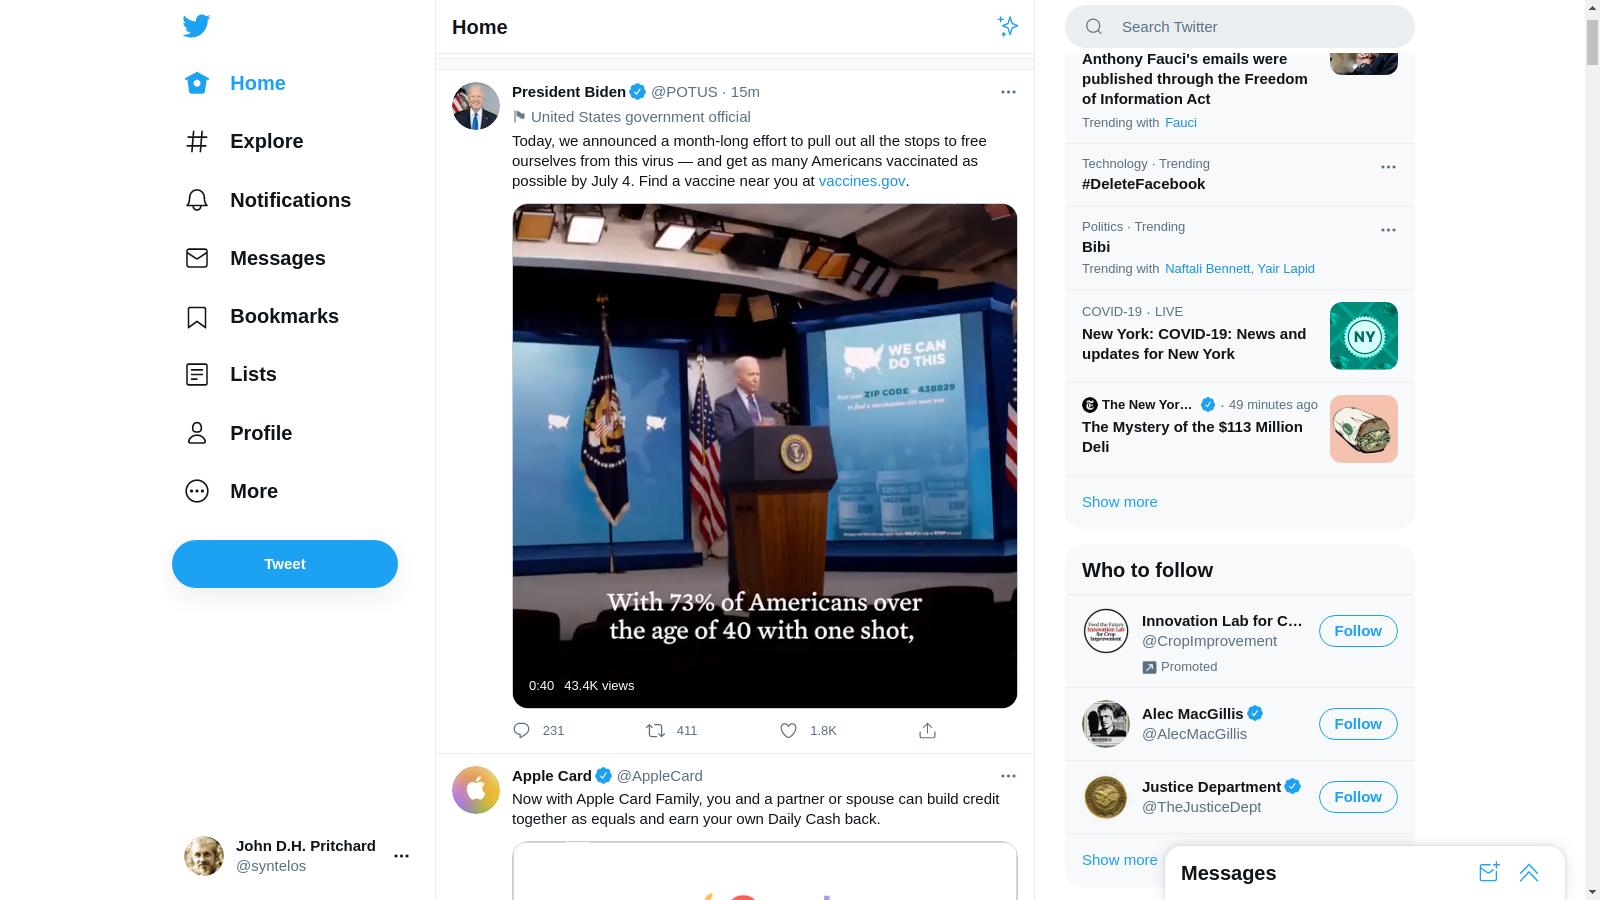 Home
Explore
Notifications
Messages
Bookmarks
Lists
Profile
More
Tweet
John D.H. Pritchard
@syntelos
Home
President Biden @POTUS · 15m
United States government official
Today, we announced a month-long effort to pull out all the stops to free
ourselves from this virus — and get as many Americans vaccinated as
possible by July 4. Find a vaccine near you at vaccines.gov.
WE CAN
DO THIS
ZIP CODE 438829
With 73% of Americans over
the age of 40 with one shot,
0:40 43.4K views
231 411 1.8K
Apple Card @AppleCard
Now with Apple Card Family, you and a partner or spouse can build credit
together as equals and earn your own Daily Cash back.
Search Twitter
Anthony Fauci's emails were
published through the Freedom
of Information Act
Trending with Fauci
Technology · Trending
#DeleteFacebook
Politics · Trending
Bibi
Trending with Naftali Bennett, Yair Lapid
COVID-19 · LIVE
New York: COVID-19: News and
updates for New York
NY
The New Yor... · 49 minutes ago
The Mystery of the $113 Million
Deli
Show more
Who to follow
Feed the Future
Innovation Lab
for Crop
Improvement
Innovation Lab for C...
@CropImprovement
Promoted
Follow
Alec MacGillis
@AlecMacGillis
Follow
Justice Department
@TheJusticeDept
Follow
Show more
Messages